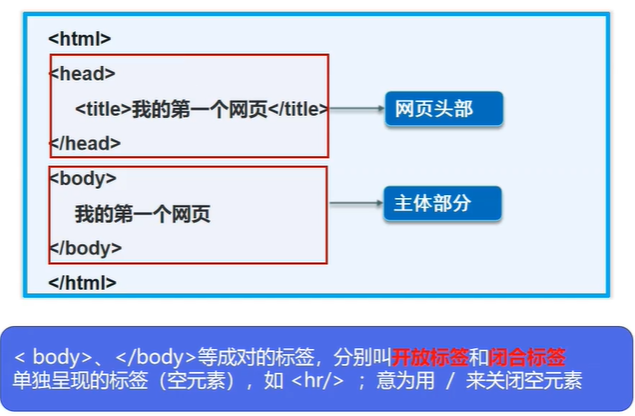 <html>
<head>
<title>我的第一个网页</title>
网页头部
</head>
<body>
我的第一个网页
主体部分
</body>
</html>
< body>、</body>等成对的标签，分别叫开放标签和闭合标签
单独呈现的标签（空元素），如 <hr/> ；意为用 / 来关闭空元素